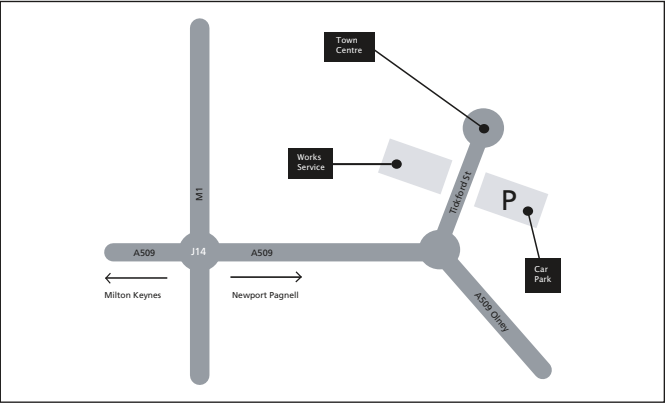 Town
Centre
Works
Service
M1
Tickford St
P
A509
J14
A509
Car
Park
Milton Keynes
Newport Pagnell
A509 Olney